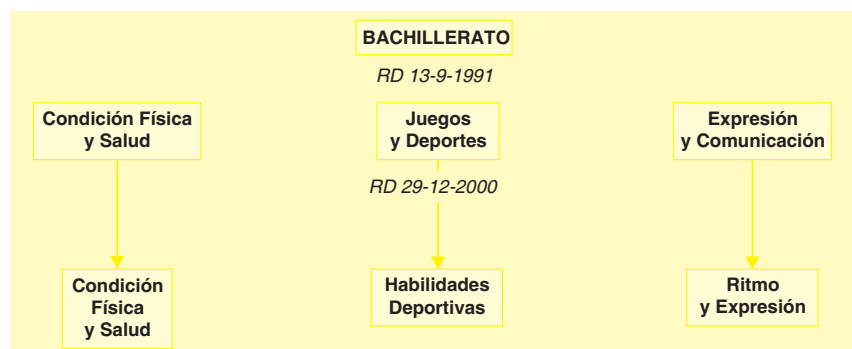 BACHILLERATO
RD 13-9-1991
Condición Física
y Salud
Juegos
y Deportes
Expresión
y Comunicación
RD 29-12-2000
Condición
Física
y Salud
Habilidades
Deportivas
Ritmo
y Expresión